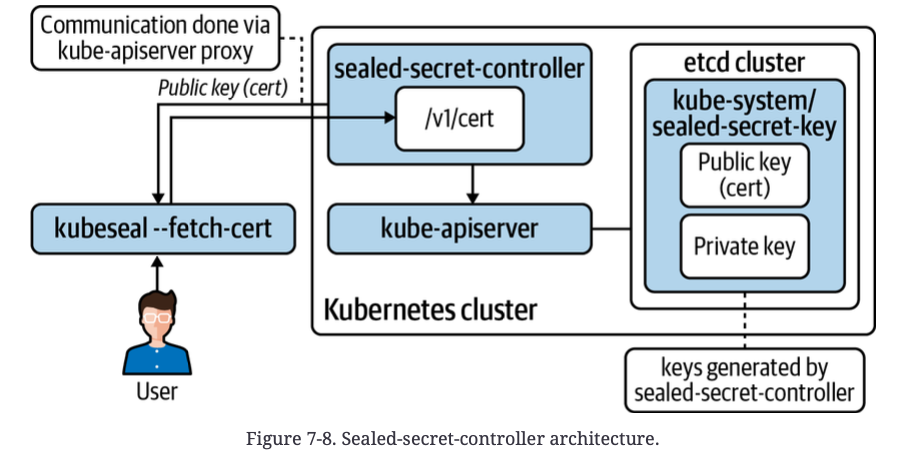 Communication done via
kube-apiserver proxy
Public key (cert)
sealed-secret-controller
/v1/cert
etcd cluster
kube-system/
sealed-secret-key
Public key
(cert)
Private key
kubeseal --fetch-cert
kube-apiserver
Kubernetes cluster
User
keys generated by
sealed-secret-controller
Figure 7-8. Sealed-secret-controller architecture.